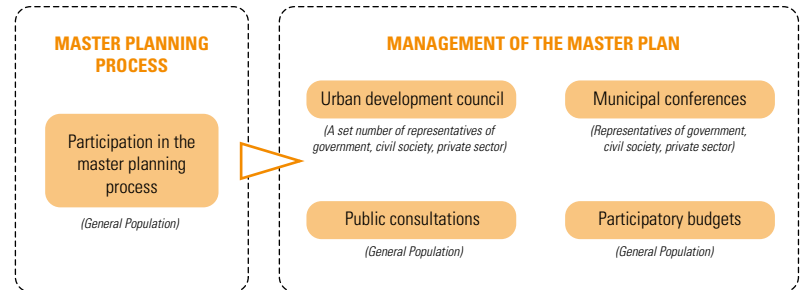 MASTER PLANNING
PROCESS
Participation in the
master planning
process
(General Population)
MANAGEMENT OF THE MASTER PLAN
Urban development council
(A set number of representatives of
government, civil society, private sector)
Municipal conferences
(Representatives of government,
civil society, private sector)
Public consultations
(General Population)
Participatory budgets
(General Population)